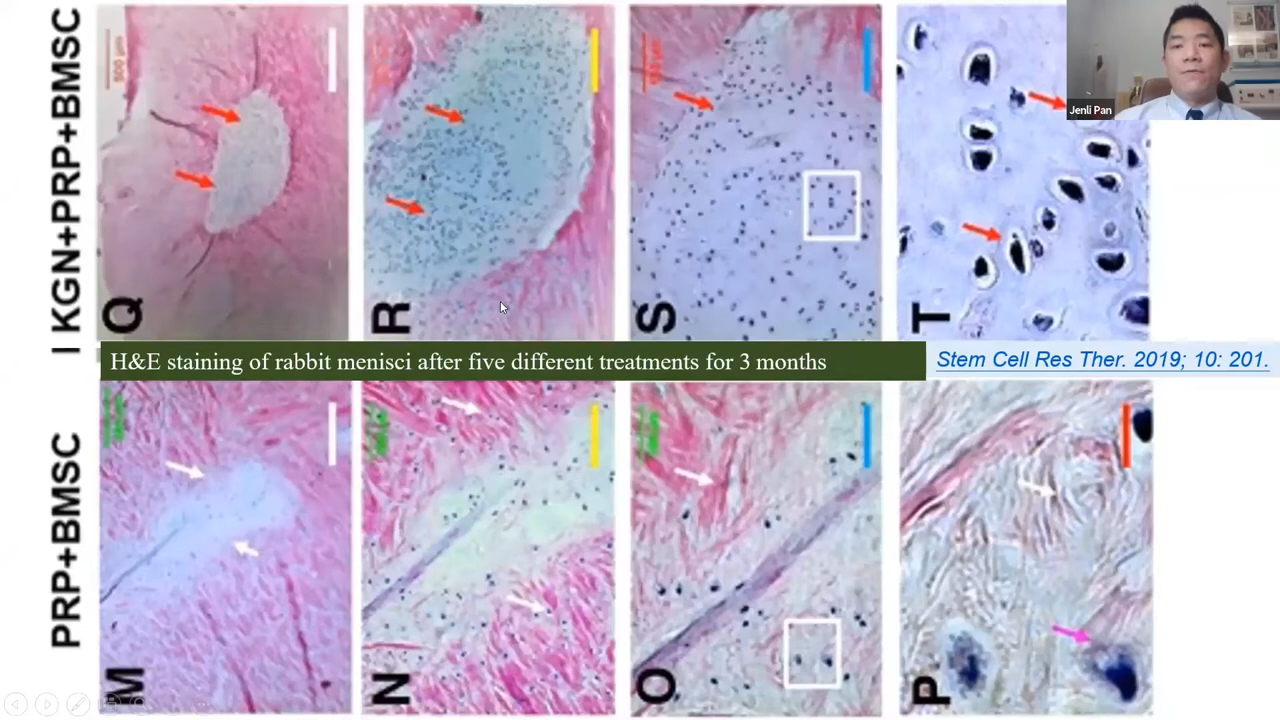 I KGN+PRP+BMSC
Q
R
S
T
Jenli Pan
H&E staining of rabbit menisci after five different treatments for 3 months
Stem Cell Res Ther. 2019; 10: 201.
PRP+BMSC
M
N
O
P